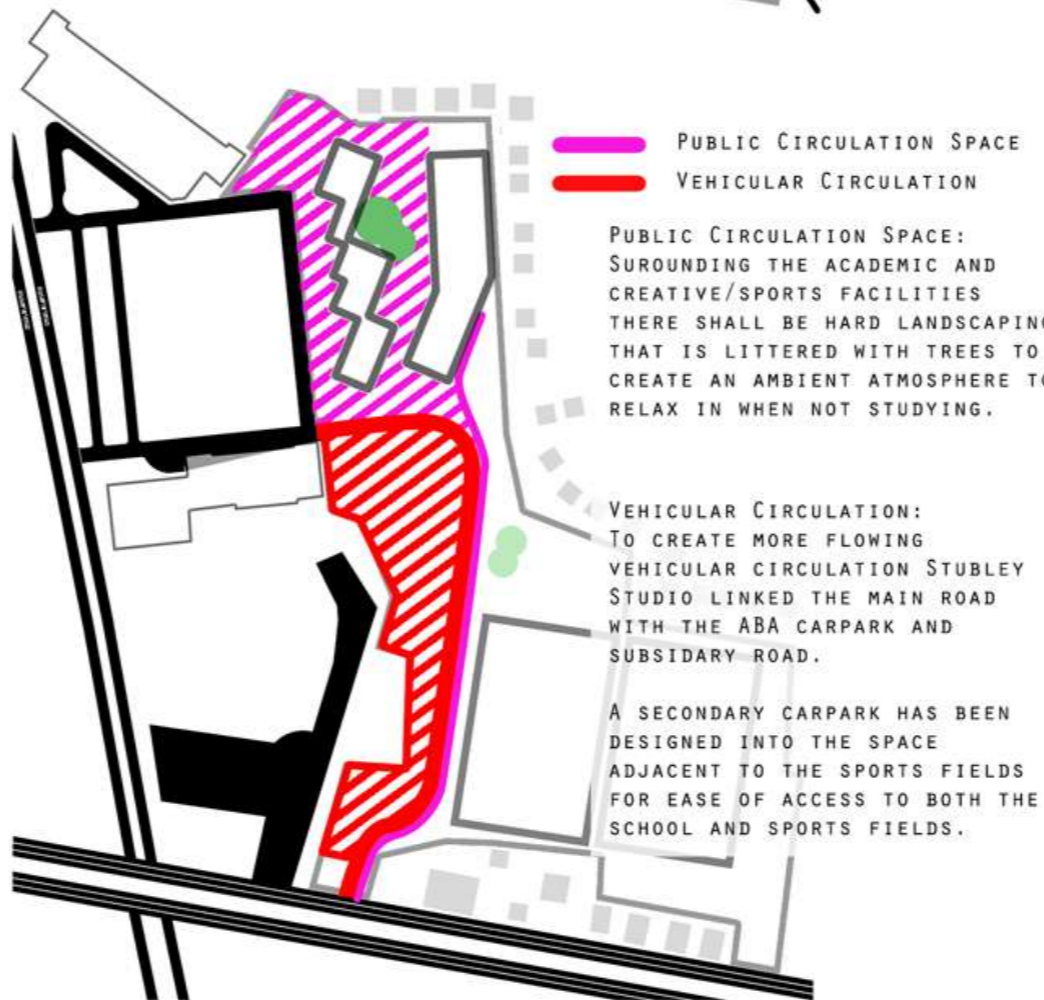 PUBLIC CIRCULATION SPACE
VEHICULAR CIRCULATION
PUBLIC CIRCULATION SPACE:
SUROUNDING THE ACADEMIC AND
CREATIVE/SPORTS FACILITIES
THERE SHALL BE HARD LANDSCAPING
THAT IS LITTERED WITH TREES TO
CREATE AN AMBIENT ATMOSPHERE TO
RELAX IN WHEN NOT STUDYING.
VEHICULAR CIRCULATION:
TO CREATE MORE FLOWING
VEHICULAR CIRCULATION STUBLEY
STUDIO LINKED THE MAIN ROAD
WITH THE ABA CARPARK AND
SUBSIDARY ROAD.
A SECONDARY CARPARK HAS BEEN
DESIGNED INTO THE SPACE
ADJACENT TO THE SPORTS FIELDS
FOR EASE OF ACCESS TO BOTH THE
SCHOOL AND SPORTS FIELDS.